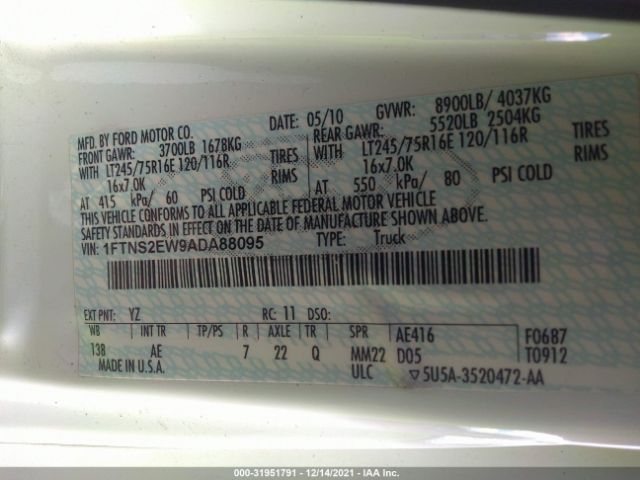 MFD. BY FORD MOTOR CO.
DATE: 05/10 GVWR: 8900LB/ 4037KG
FRONT GAWR: 3700LB 1678KG
REAR GAWR: 5520LB 2504KG
WITH LT245/75R16E 120/116R TIRES
WITH LT245/75R16E 120/116R TIRES
16x7.0K RIMS
16x7.0K RIMS
AT 415 kPa/ 60 PSI COLD
AT 550 kPa/ 80 PSI COLD
THIS VEHICLE CONFORMS TO ALL APPLICABLE FEDERAL MOTOR VEHICLE
SAFETY STANDARDS IN EFFECT ON THE DATE OF MANUFACTURE SHOWN ABOVE.
VIN: 1FTNS2EW9ADA88095 TYPE: Truck
EXT PNT: YZ RC: 11 DSO:
WB INT TR TP/PS R AXLE TR SPR AE416 F0687
138 AE 7 22 Q MM22 D05 T0912
MADE IN U.S.A. ULC ▽5U5A-3520472-AA
000-31951791 - 12/14/2021 - IAA Inc.